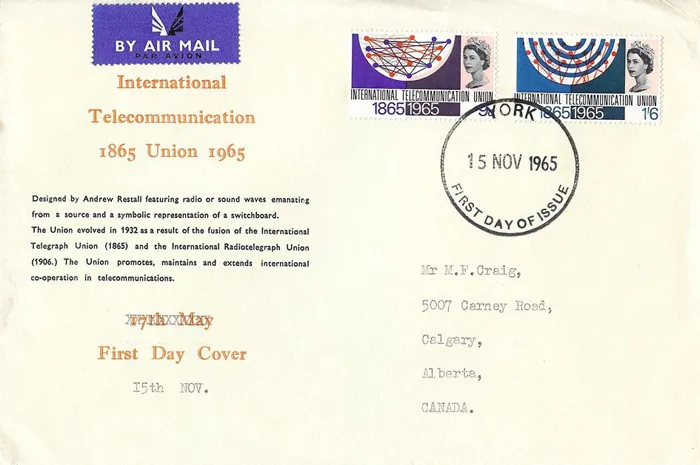 BY AIR MAIL
PAR AVION
International
Telecommunication
1865 Union 1965
Designed by Andrew Restall featuring radio or sound waves emanating
from a source and a symbolic representation of a switchboard.
The Union evolved in 1932 as a result of the fusion of the International
Telegraph Union (1865) and the International Radiotelegraph Union
(1906.) The Union promotes, maintains and extends international
co-operation in telecommunications.
17th May
First Day Cover
15th NOV.
INTERNATIONAL TELECOMMUNICATION UNION
1865 1965 9D
INTERNATIONAL TELECOMMUNICATION UNION
1865 1965 1'6
YORK
15 NOV 1965
FIRST DAY OF ISSUE
Mr M.F.Craig,
5007 Carney Road,
Calgary,
Alberta,
CANADA.